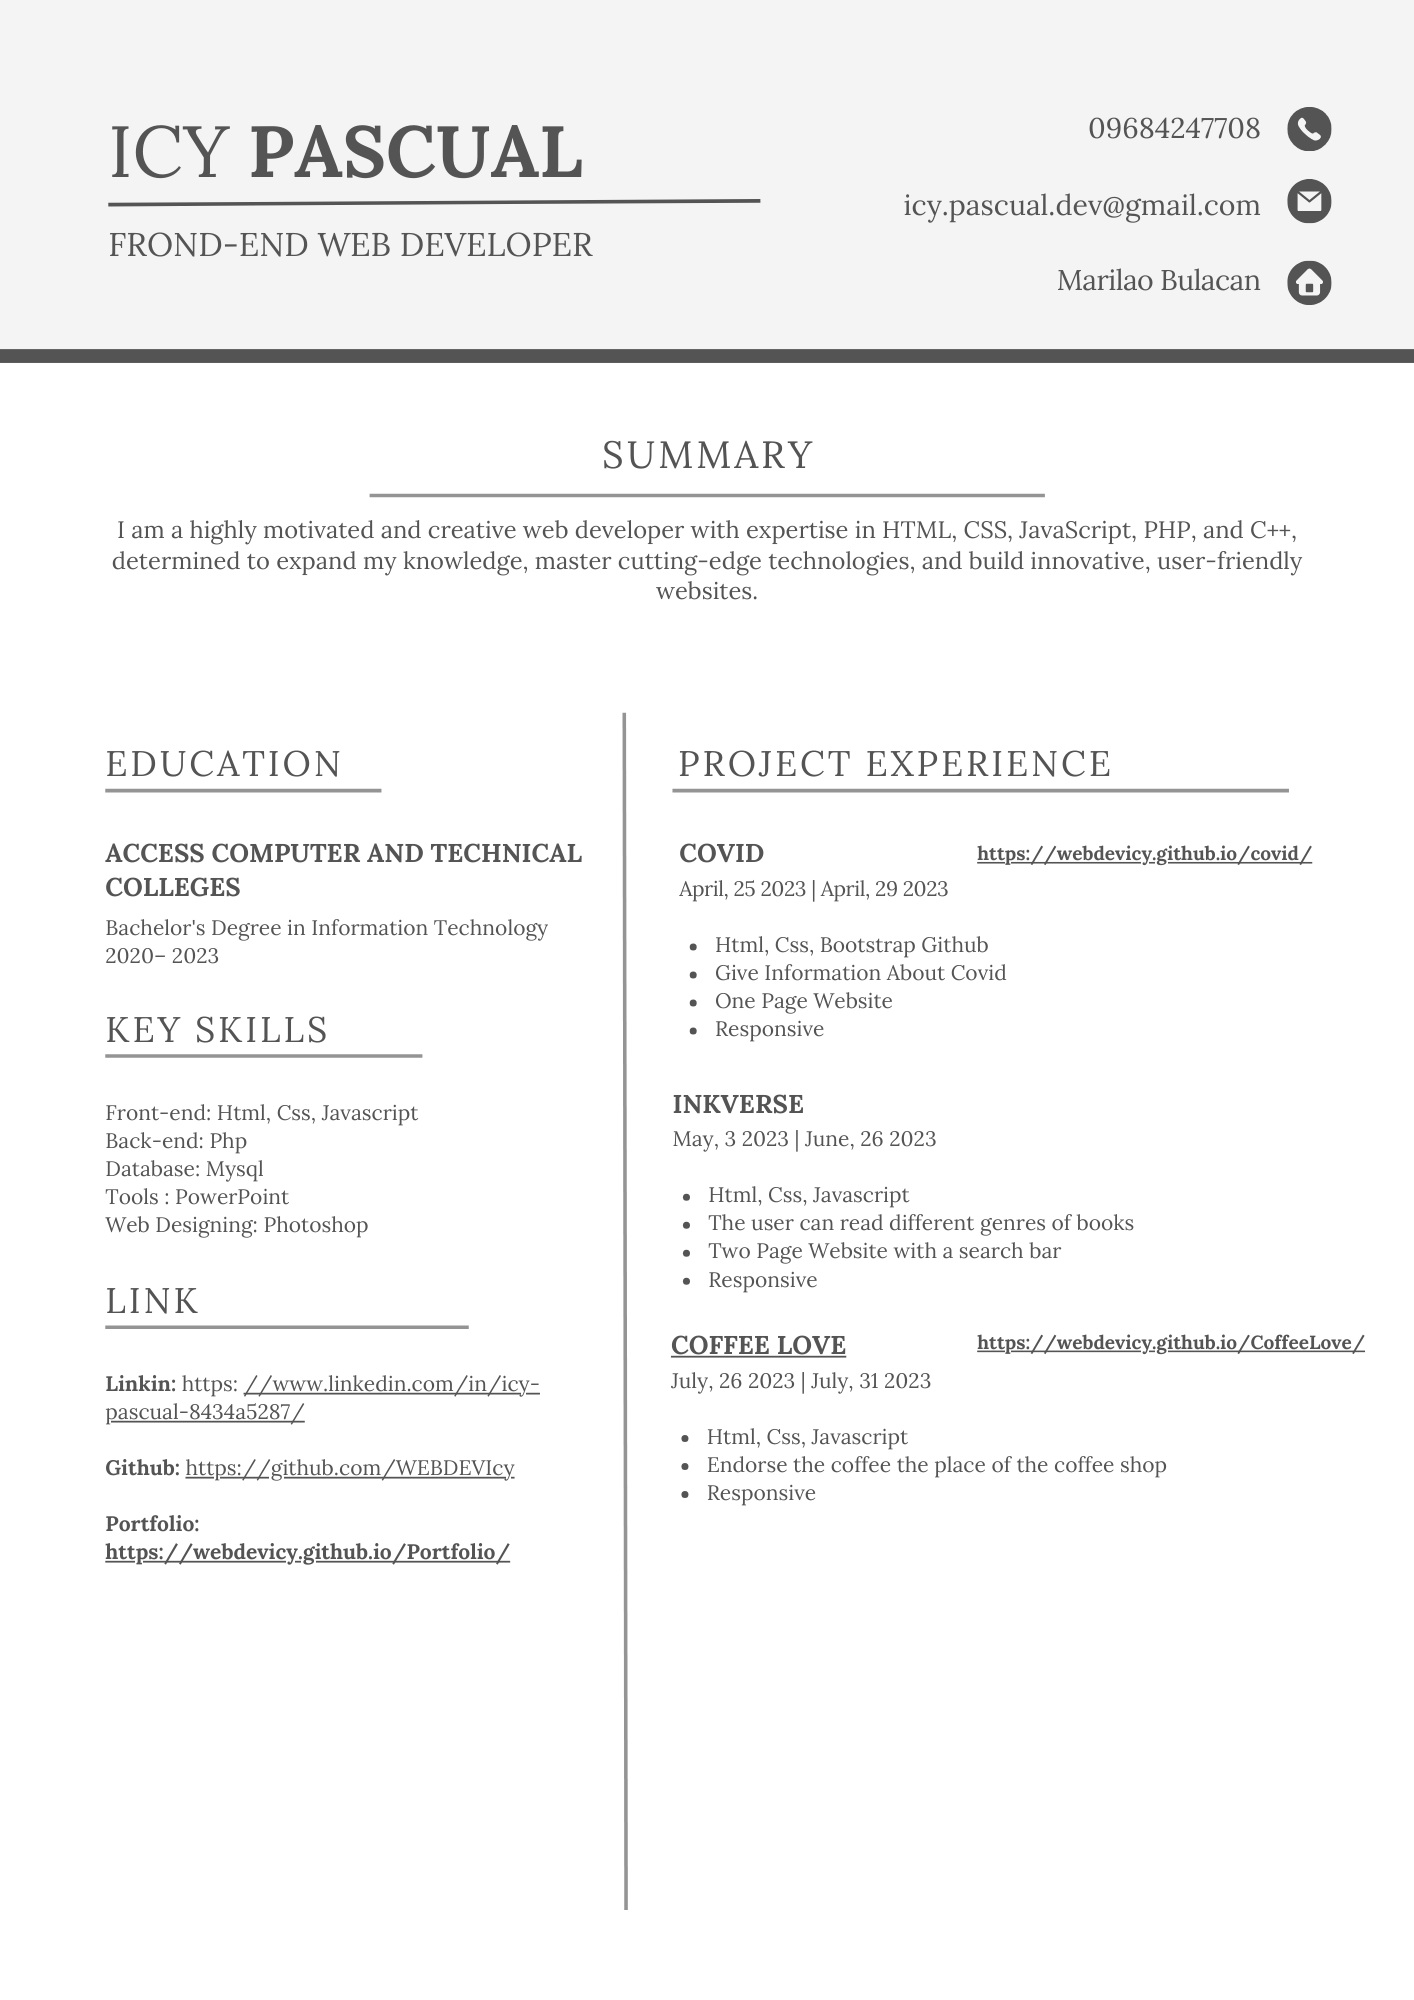 ICY PASCUAL
FROND-END WEB DEVELOPER
09684247708
icy.pascual.dev@gmail.com
Marilao Bulacan
SUMMARY
I am a highly motivated and creative web developer with expertise in HTML, CSS, JavaScript, PHP, and C++,
determined to expand my knowledge, master cutting-edge technologies, and build innovative, user-friendly
websites.
EDUCATION
ACCESS COMPUTER AND TECHNICAL
COLLEGES
Bachelor's Degree in Information Technology
2020– 2023
KEY SKILLS
Front-end: Html, Css, Javascript
Back-end: Php
Database: Mysql
Tools : PowerPoint
Web Designing: Photoshop
LINK
Linkin: https: //www.linkedin.com/in/icy-
pascual-8434a5287/
Github: https://github.com/WEBDEVIcy
Portfolio:
https://webdevicy.github.io/Portfolio/
PROJECT EXPERIENCE
COVID https://webdevicy.github.io/covid/
April, 25 2023 | April, 29 2023
• Html, Css, Bootstrap Github
• Give Information About Covid
• One Page Website
• Responsive
INKVERSE
May, 3 2023 | June, 26 2023
• Html, Css, Javascript
• The user can read different genres of books
• Two Page Website with a search bar
• Responsive
COFFEE LOVE https://webdevicy.github.io/CoffeeLove/
July, 26 2023 | July, 31 2023
• Html, Css, Javascript
• Endorse the coffee the place of the coffee shop
• Responsive